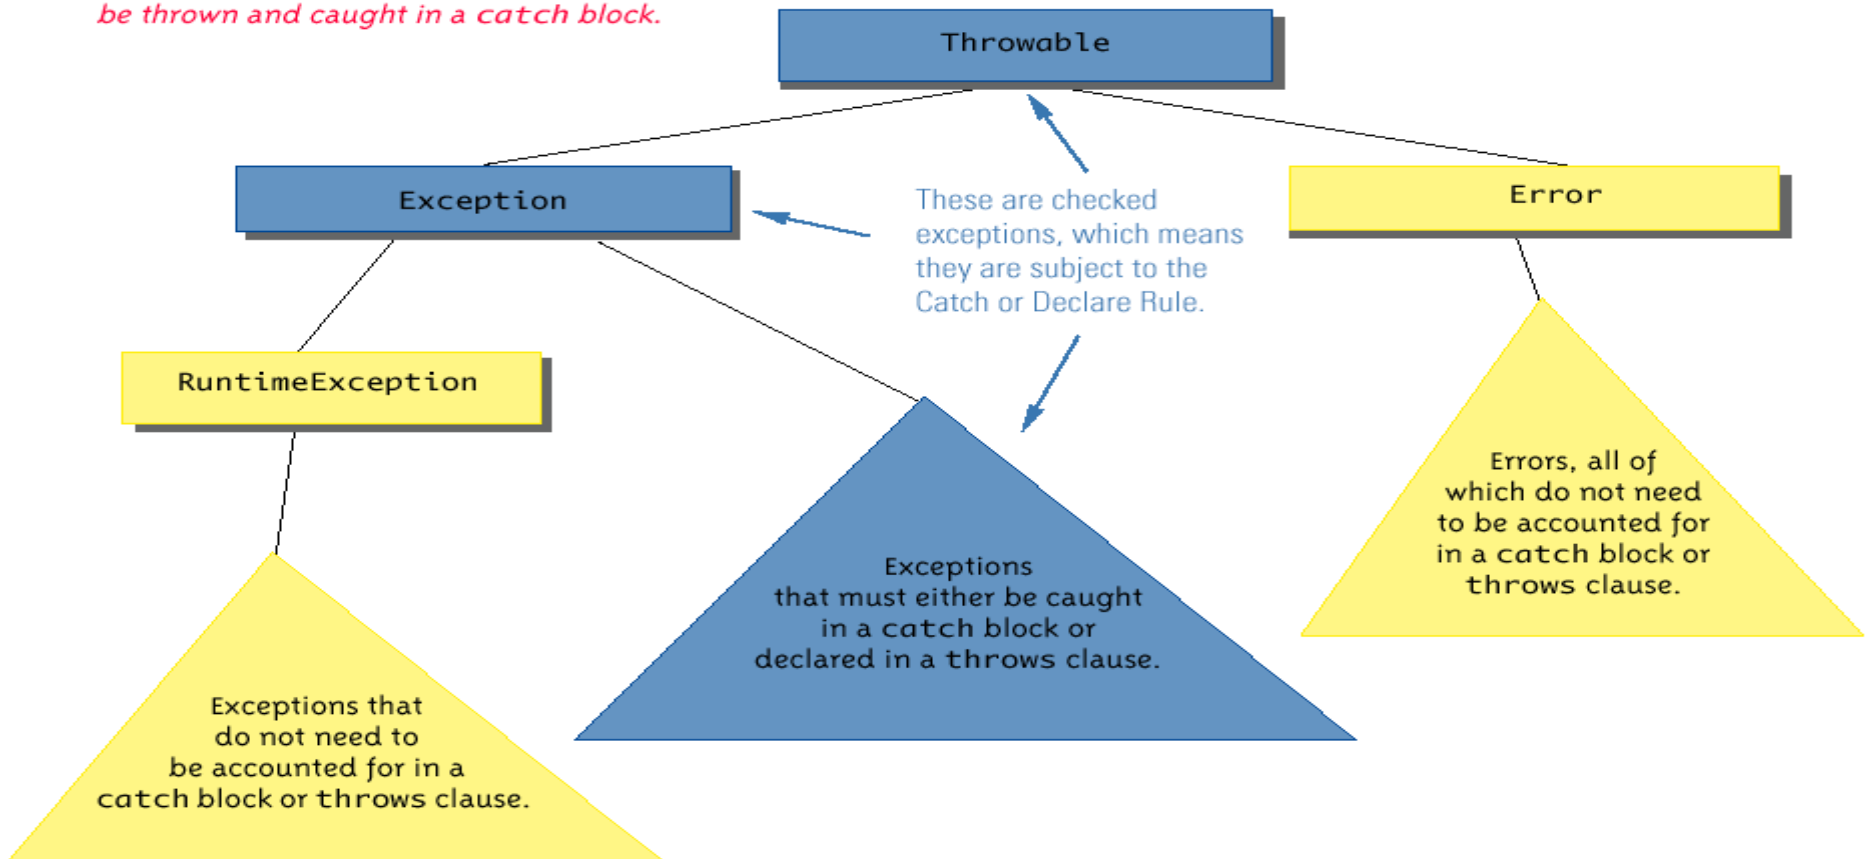 be thrown and caught in a catch block.
Throwable
Exception
These are checked
exceptions, which means
they are subject to the
Catch or Declare Rule.
Error
RuntimeException
Errors, all of
which do not need
to be accounted for
in a catch block or
throws clause.
Exceptions
that must either be caught
in a catch block or
declared in a throws clause.
Exceptions that
do not need to
be accounted for in a
catch block or throws clause.